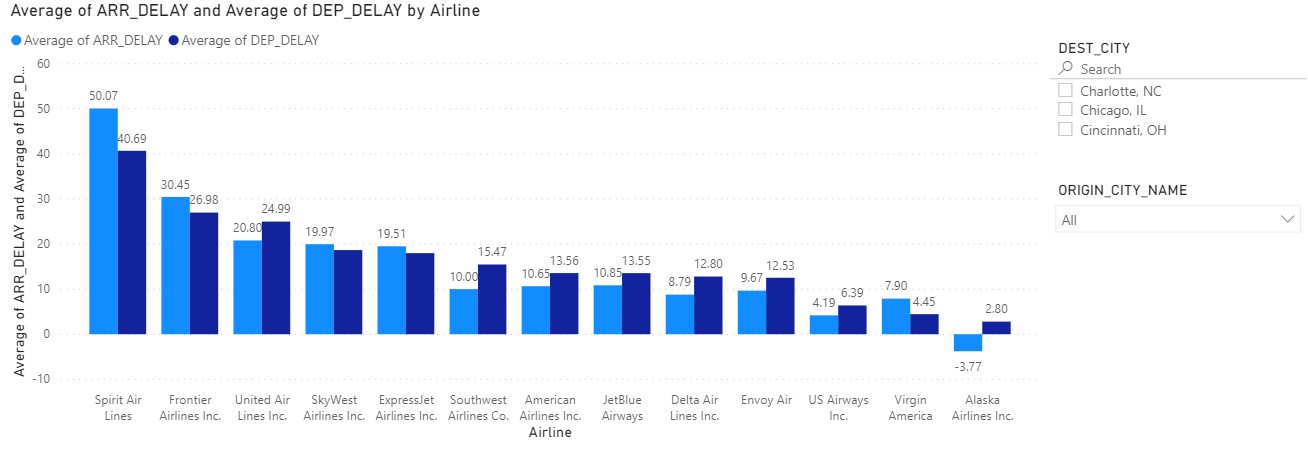 Average of ARR_DELAY and Average of DEP_DELAY by Airline
Average of ARR_DELAY Average of DEP_DELAY
Average of ARR_DELAY and Average of DEP_D...
60
50
40
30
20
10
0
-10
50.07
40.69
30.45
26.98
20.80
24.99
19.97
19.51
10.00
15.47
10.65
13.56
10.85
13.55
8.79
12.80
9.67
12.53
4.19
6.39
7.90
4.45
-3.77
2.80
Spirit Air
Lines
Frontier
Airlines Inc.
United Air
Lines Inc.
SkyWest
Airlines Inc.
ExpressJet
Airlines Inc.
Southwest
Airlines Co.
American
Airlines Inc.
JetBlue
Airways
Delta Air
Lines Inc.
Envoy Air
US Airways
Inc.
Virgin
America
Alaska
Airlines Inc.
Airline
DEST_CITY
Search
Charlotte, NC
Chicago, IL
Cincinnati, OH
ORIGIN_CITY_NAME
All